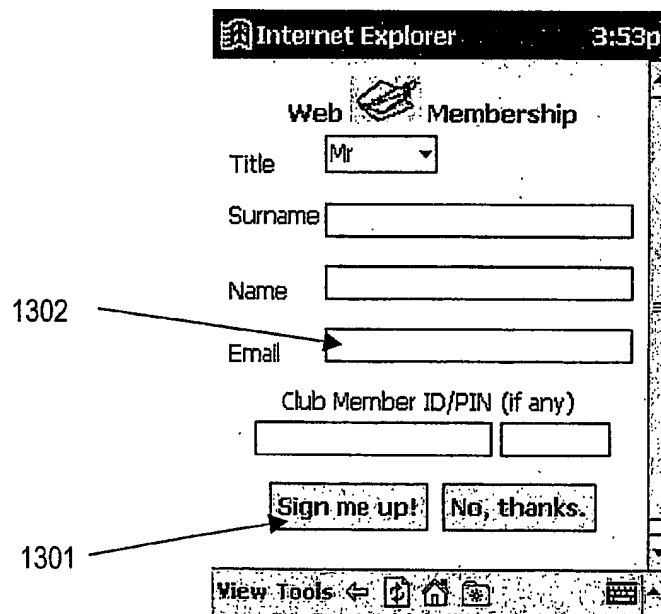 Internet Explorer 3:53p
Web Membership
Title Mr
Surname
Name
1302
Email
Club Member ID/PIN (if any)
Sign me up! No, thanks.
1301
View Tools